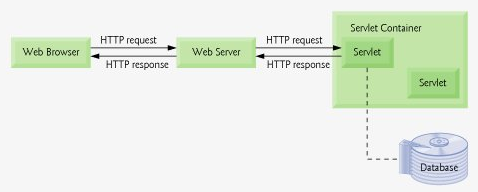 Servlet Container
HTTP request
HTTP request
Web Browser
Web Server
Servlet
HTTP response
HTTP response
Servlet
Database